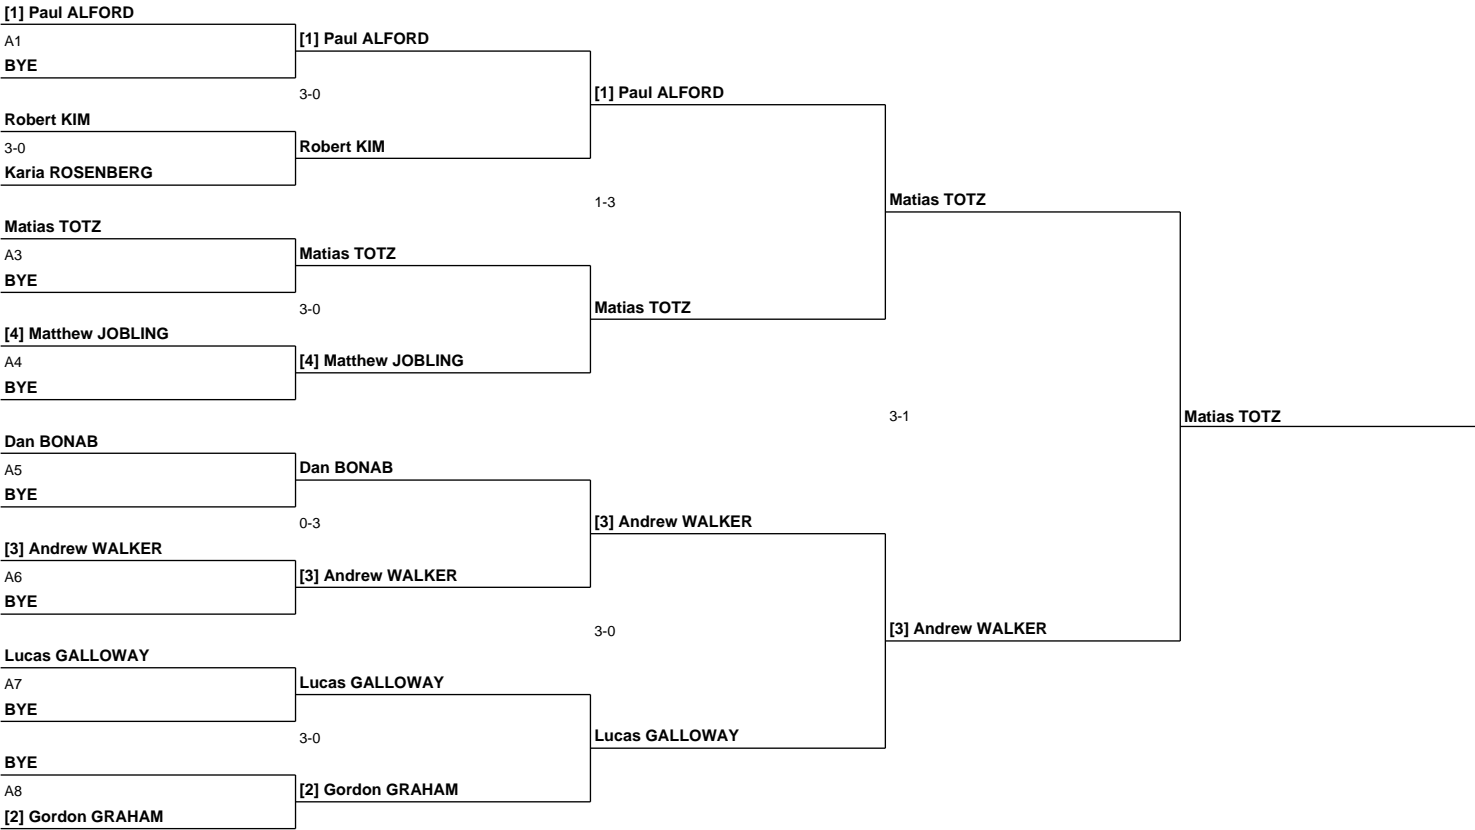 [1] Paul ALFORD
A1
BYE
[1] Paul ALFORD
3-0
[1] Paul ALFORD
Robert KIM
3-0
Karia ROSENBERG
Robert KIM
1-3
Matias TOTZ
Matias TOTZ
A3
BYE
Matias TOTZ
3-0
Matias TOTZ
[4] Matthew JOBLING
A4
BYE
[4] Matthew JOBLING
3-1
Matias TOTZ
Dan BONAB
A5
BYE
Dan BONAB
0-3
[3] Andrew WALKER
[3] Andrew WALKER
A6
BYE
[3] Andrew WALKER
3-0
[3] Andrew WALKER
Lucas GALLOWAY
A7
BYE
Lucas GALLOWAY
3-0
Lucas GALLOWAY
BYE
A8
[2] Gordon GRAHAM
[2] Gordon GRAHAM